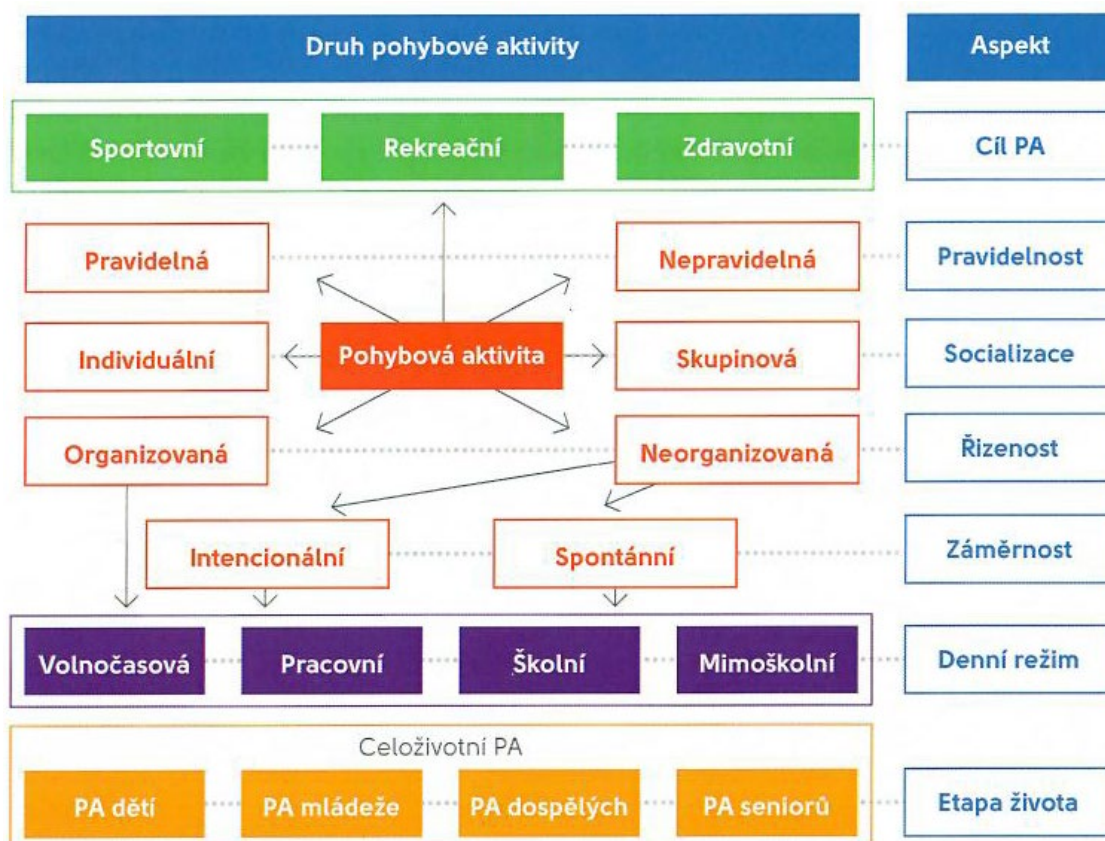 Druh pohybové aktivity Aspekt
Sportovní Rekreační Zdravotní Cíl PA
Pravidelná Nepravidelná Pravidelnost
Individuální Pohybová aktivita Skupinová Socializace
Organizovaná Neorganizovaná Řízenost
Intencionální Spontánní Záměrnost
Volnočasová Pracovní Školní Mimoškolní Denní režim
Celoživotní PA
PA dětí PA mládeže PA dospělých PA seniorů Etapa života